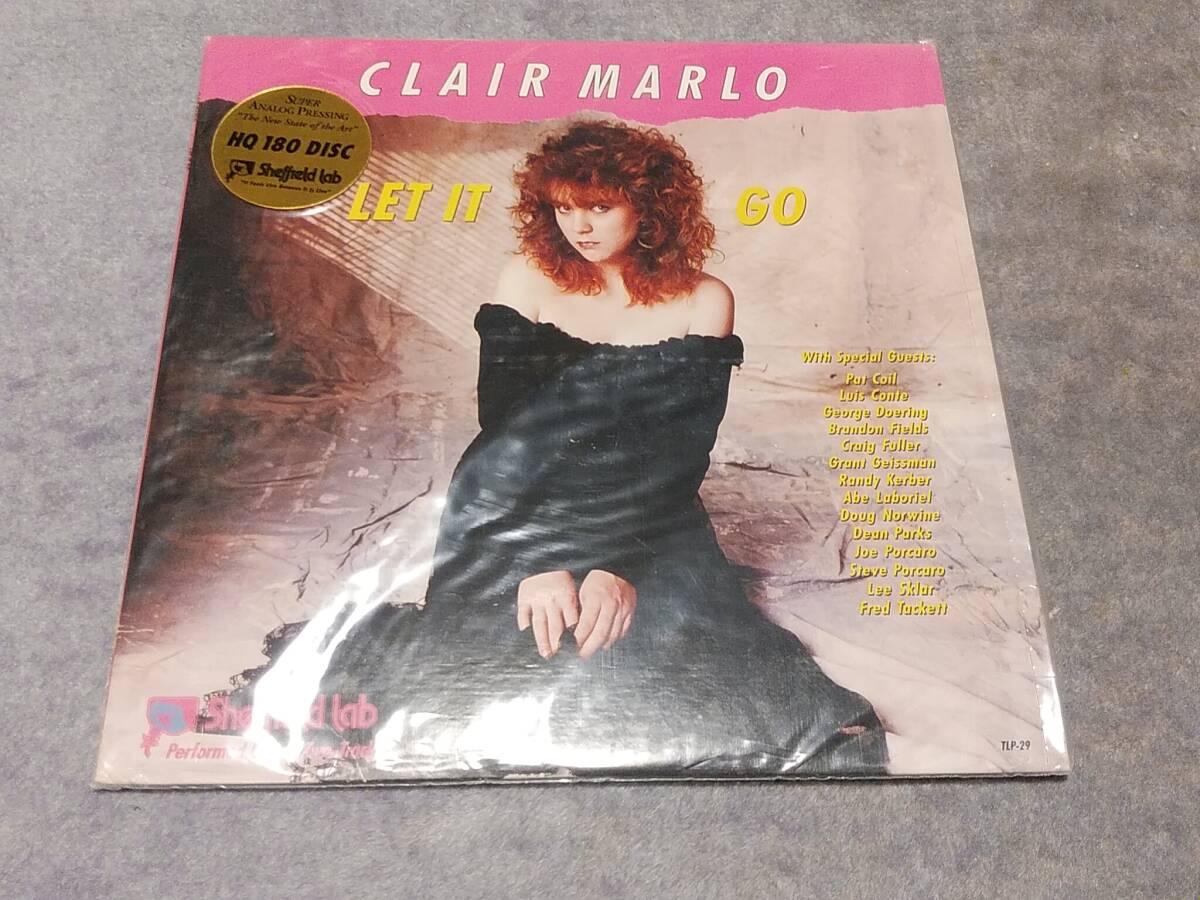 CLAIR MARLO
SUPER
ANALOG PRESSING
"The New State of the Art"
HQ 180 DISC
Sheffield Lab
LET IT GO
With Special Guests:
Pat Coil
Luis Conte
George Doering
Brandon Fields
Craig Fuller
Grant Geissman
Randy Kerber
Abe Laboriel
Doug Norwine
Dean Parks
Joe Porcaro
Steve Porcaro
Lee Sklar
Fred Tackett
Sheffield Lab
TLP-29